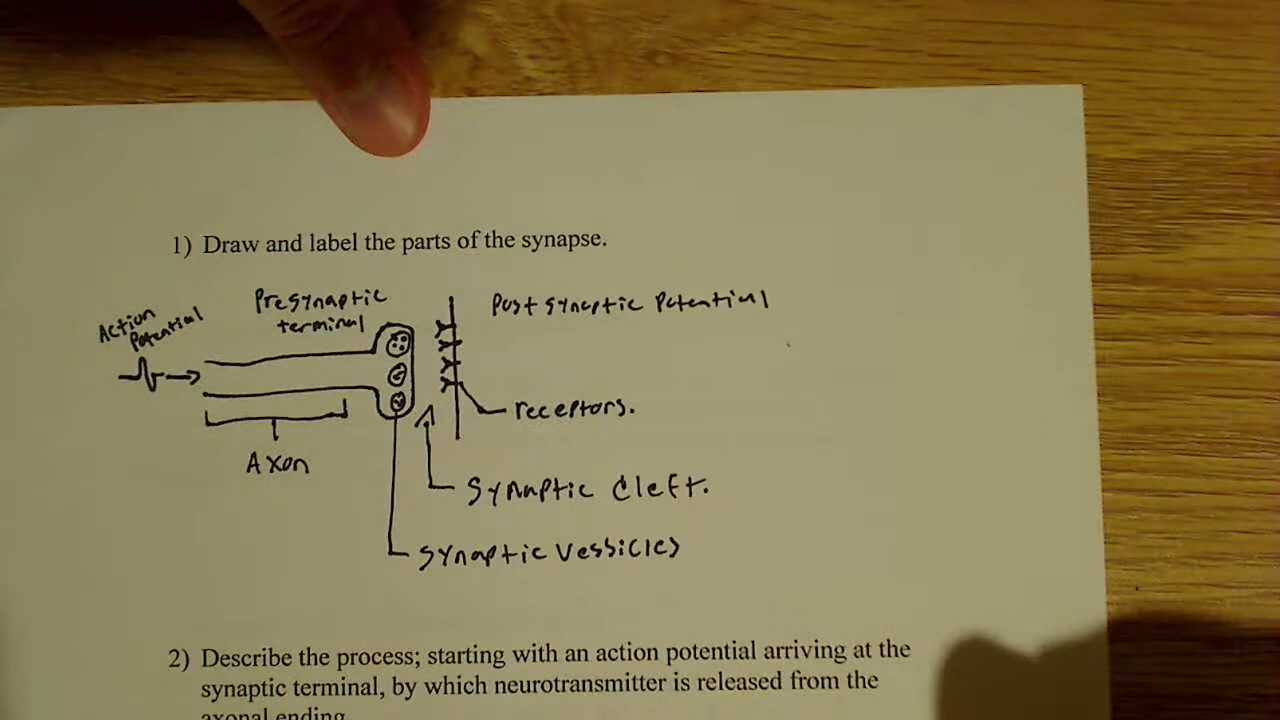 1) Draw and label the parts of the synapse.
Action
Potential
Presynaptic
terminal
Post synaptic Potential
receptors.
Axon
Synaptic Cleft.
Synaptic Vessicles
2) Describe the process; starting with an action potential arriving at the
synaptic terminal, by which neurotransmitter is released from the
axonal ending.